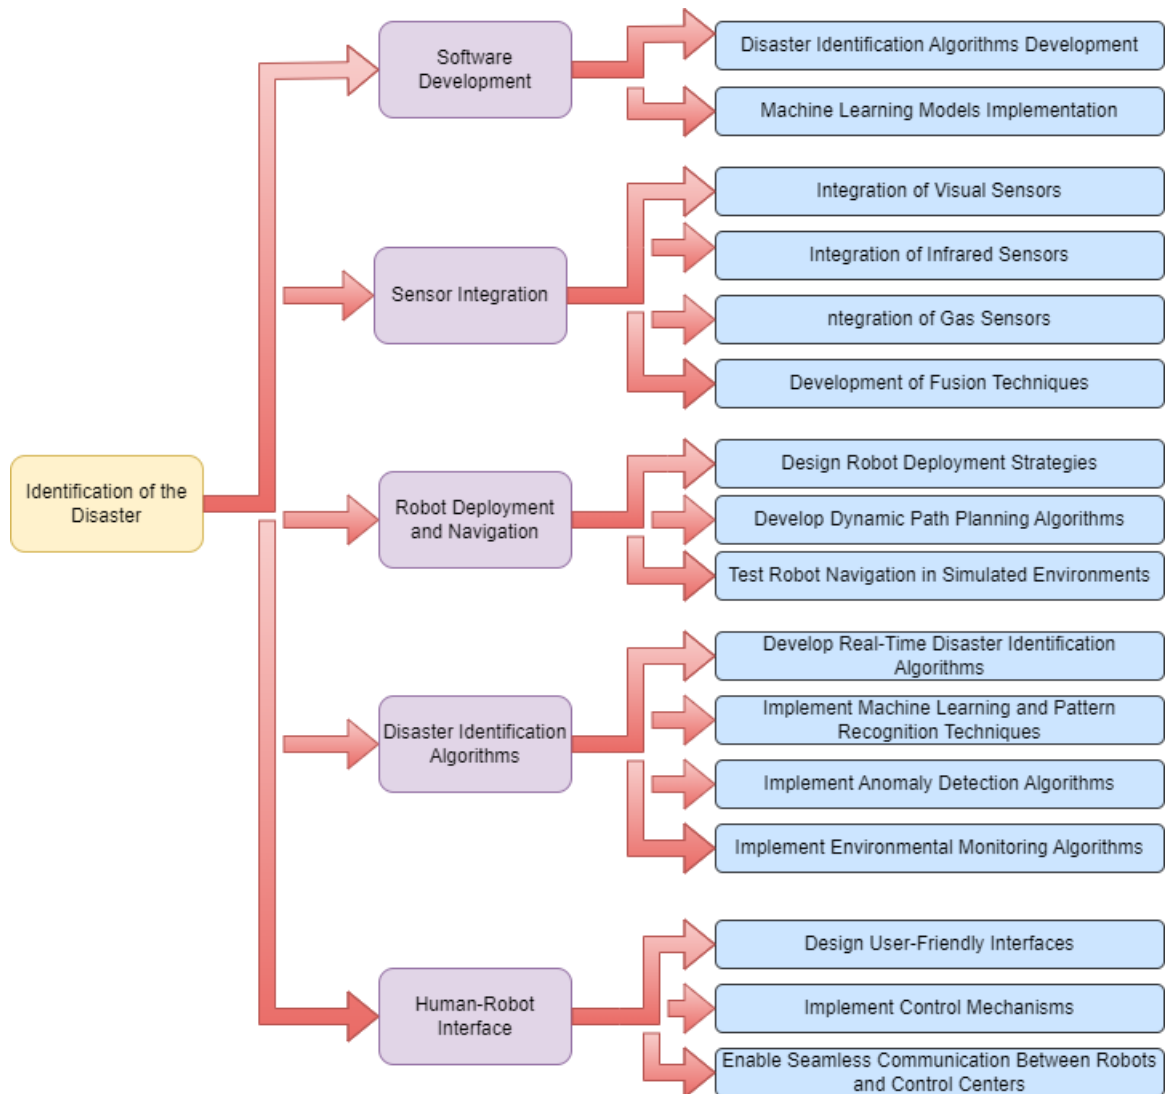 Identification of the
Disaster
Software
Development
Disaster Identification Algorithms Development
Machine Learning Models Implementation
Sensor Integration
Integration of Visual Sensors
Integration of Infrared Sensors
ntegration of Gas Sensors
Development of Fusion Techniques
Robot Deployment
and Navigation
Design Robot Deployment Strategies
Develop Dynamic Path Planning Algorithms
Test Robot Navigation in Simulated Environments
Disaster Identification
Algorithms
Develop Real-Time Disaster Identification
Algorithms
Implement Machine Learning and Pattern
Recognition Techniques
Implement Anomaly Detection Algorithms
Implement Environmental Monitoring Algorithms
Human-Robot
Interface
Design User-Friendly Interfaces
Implement Control Mechanisms
Enable Seamless Communication Between Robots
and Control Centers